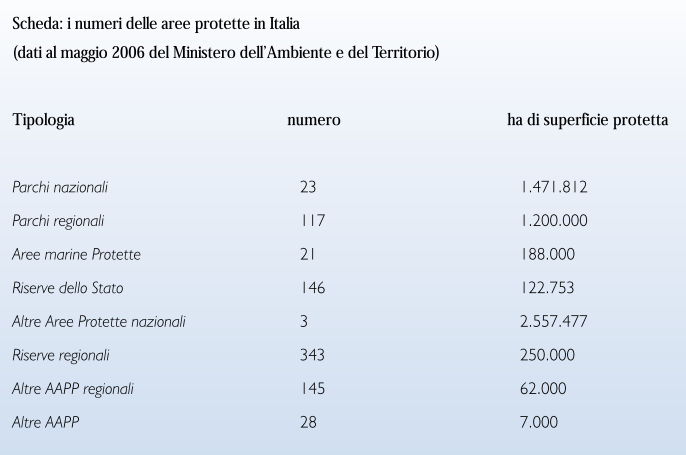 Scheda: i numeri delle aree protette in Italia
(dati al maggio 2006 del Ministero dell'Ambiente e del Territorio)
Tipologia numero ha di superficie protetta
Parchi nazionali 23 1.471.812
Parchi regionali 117 1.200.000
Aree marine Protette 21 188.000
Riserve dello Stato 146 122.753
Altre Aree Protette nazionali 3 2.557.477
Riserve regionali 343 250.000
Altre AAPP regionali 145 62.000
Altre AAPP 28 7.000